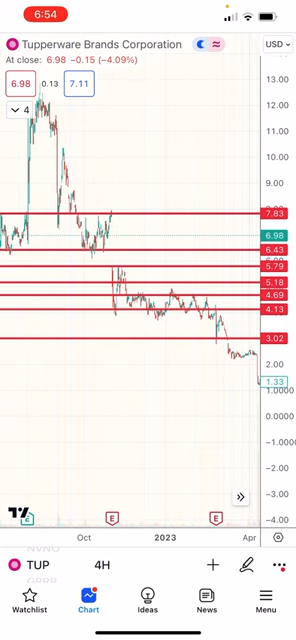 6:54
Tupperware Brands Corporation
USD
At close: 6.98 −0.15 (−4.09%)
6.98 0.13 7.11
4
13.00
12.00
11.00
10.00
9.00
7.83
6.98
6.43
5.79
5.18
4.69
4.13
3.02
2.00
1.33
1.0000
0.0000
−1.0000
−2.00
−3.00
−4.00
E E E
Oct 2023 Apr
TUP 4H
Watchlist Chart Ideas News Menu